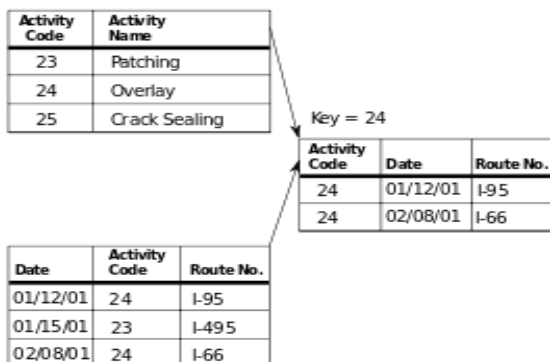 Activity Code Activity Name
23 Patching
24 Overlay
25 Crack Sealing
Key = 24
Activity Code Date Route No.
24 01/12/01 I-95
24 02/08/01 I-66
Date Activity Code Route No.
01/12/01 24 I-95
01/15/01 23 I-495
02/08/01 24 I-66